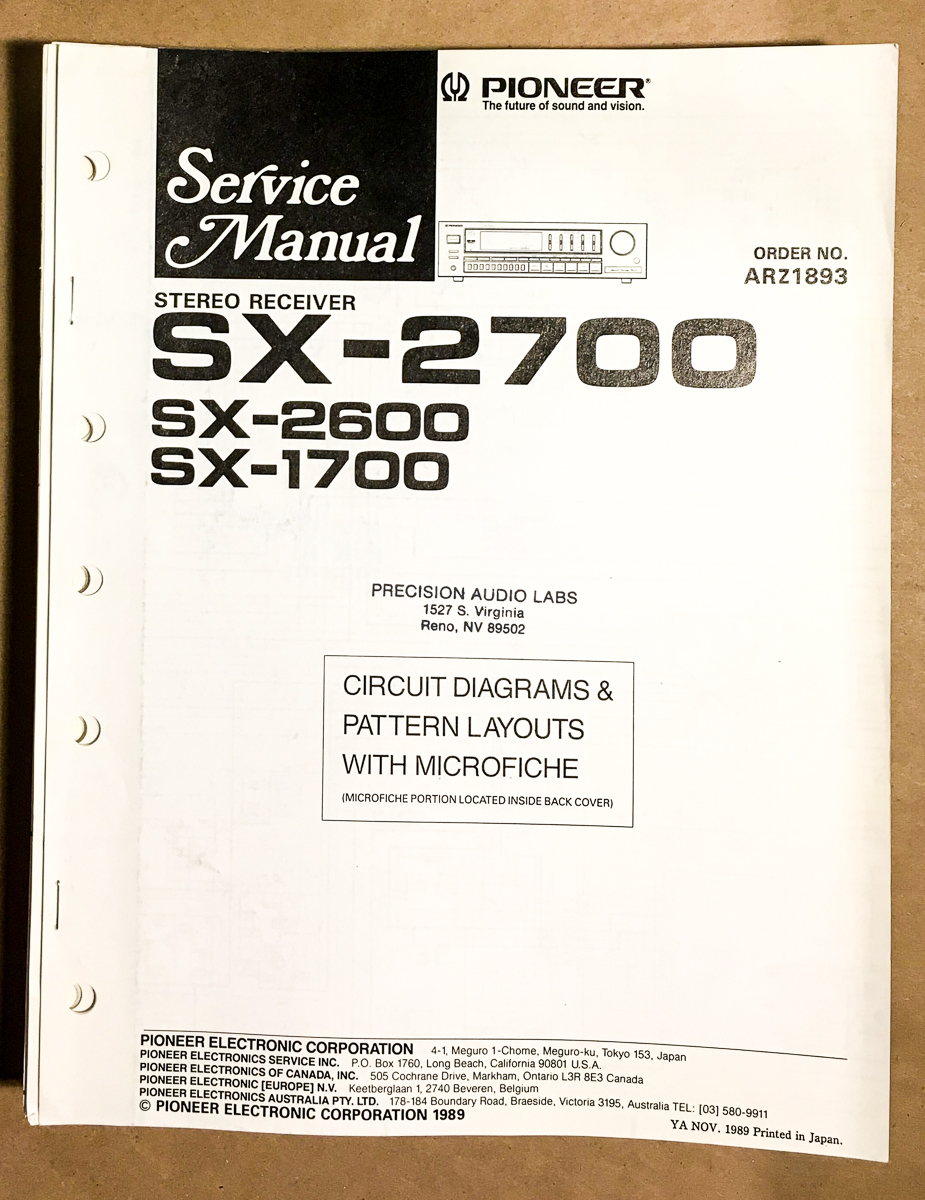 PIONEER®
The future of sound and vision.
Service
Manual
ORDER NO.
ARZ1893
STEREO RECEIVER
SX-2700
SX-2600
SX-1700
PRECISION AUDIO LABS
1527 S. Virginia
Reno, NV 89502
CIRCUIT DIAGRAMS &
PATTERN LAYOUTS
WITH MICROFICHE
(MICROFICHE PORTION LOCATED INSIDE BACK COVER)
PIONEER ELECTRONIC CORPORATION 4-1, Meguro 1-Chome, Meguro-ku, Tokyo 153, Japan
PIONEER ELECTRONICS SERVICE INC. P.O. Box 1760, Long Beach, California 90801 U.S.A.
PIONEER ELECTRONICS OF CANADA, INC. 505 Cochrane Drive, Markham, Ontario L3R 8E3 Canada
PIONEER ELECTRONIC [EUROPE] N.V. Keetberglaan 1, 2740 Beveren, Belgium
PIONEER ELECTRONICS AUSTRALIA PTY. LTD. 178-184 Boundary Road, Braeside, Victoria 3195, Australia TEL: [03] 580-9911
© PIONEER ELECTRONIC CORPORATION 1989
YA NOV. 1989 Printed in Japan.